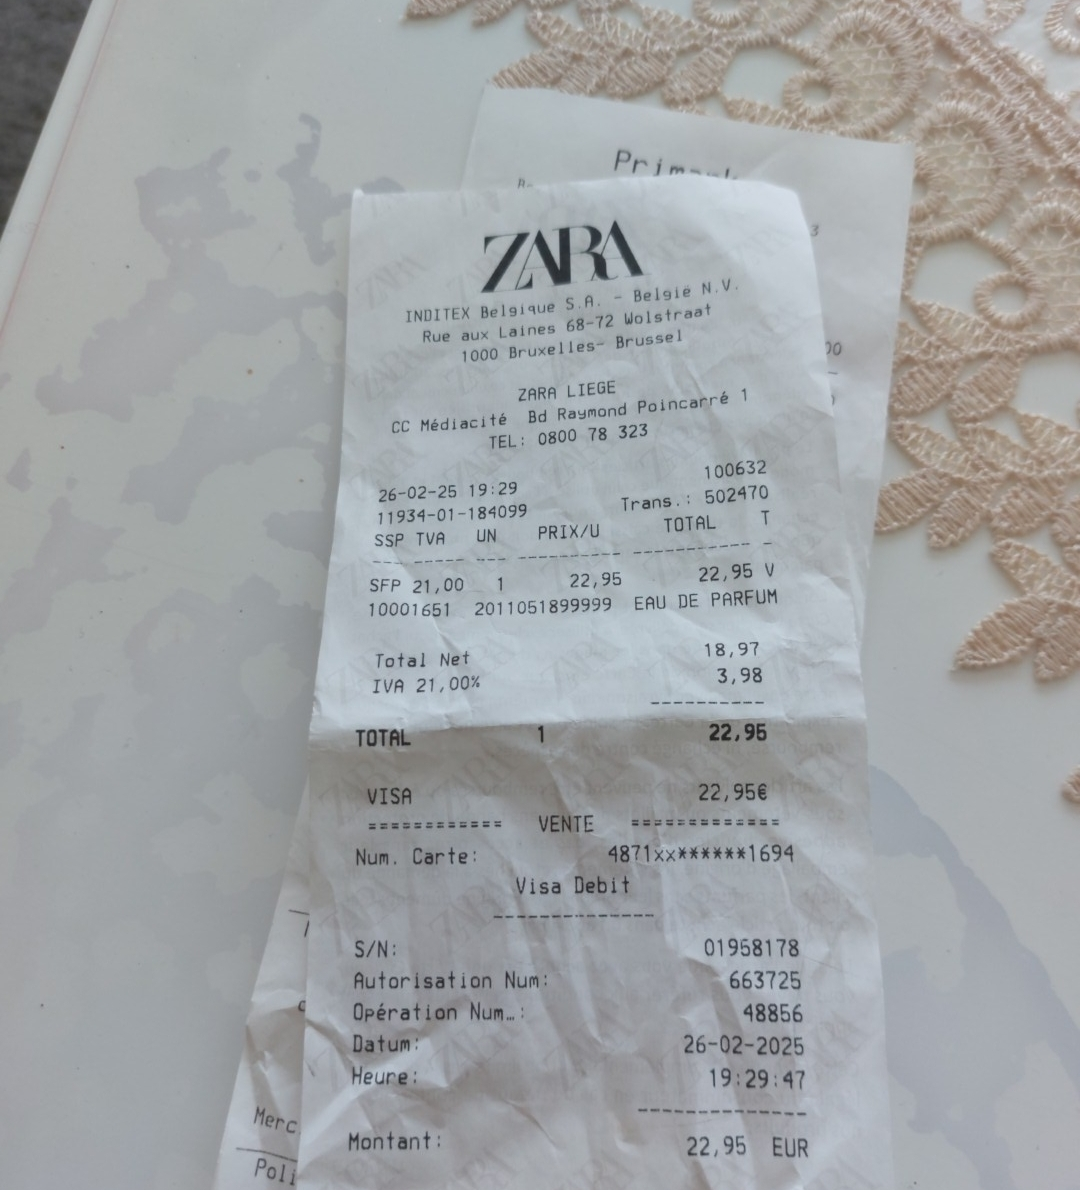 ZARA
INDITEX Belgique S.A. - België N.V.
Rue aux Laines 68-72 Wolstraat
1000 Bruxelles- Brussel
ZARA LIEGE
CC Médiacité Bd Raymond Poincarré 1
TEL: 0800 78 323
26-02-25 19:29 100632
11934-01-184099 Trans.: 502470
SSP TVA UN PRIX/U TOTAL T
SFP 21,00 1 22,95 22,95 V
10001651 2011051899999 EAU DE PARFUM
Total Net 18,97
IVA 21,00% 3,98
TOTAL 1 22,95
VISA 22,95€
============ VENTE =============
Num. Carte: 4871xx******1694
Visa Debit
S/N: 01958178
Autorisation Num: 663725
Opération Num…: 48856
Datum: 26-02-2025
Heure: 19:29:47
Montant: 22,95 EUR
Merc
Poli